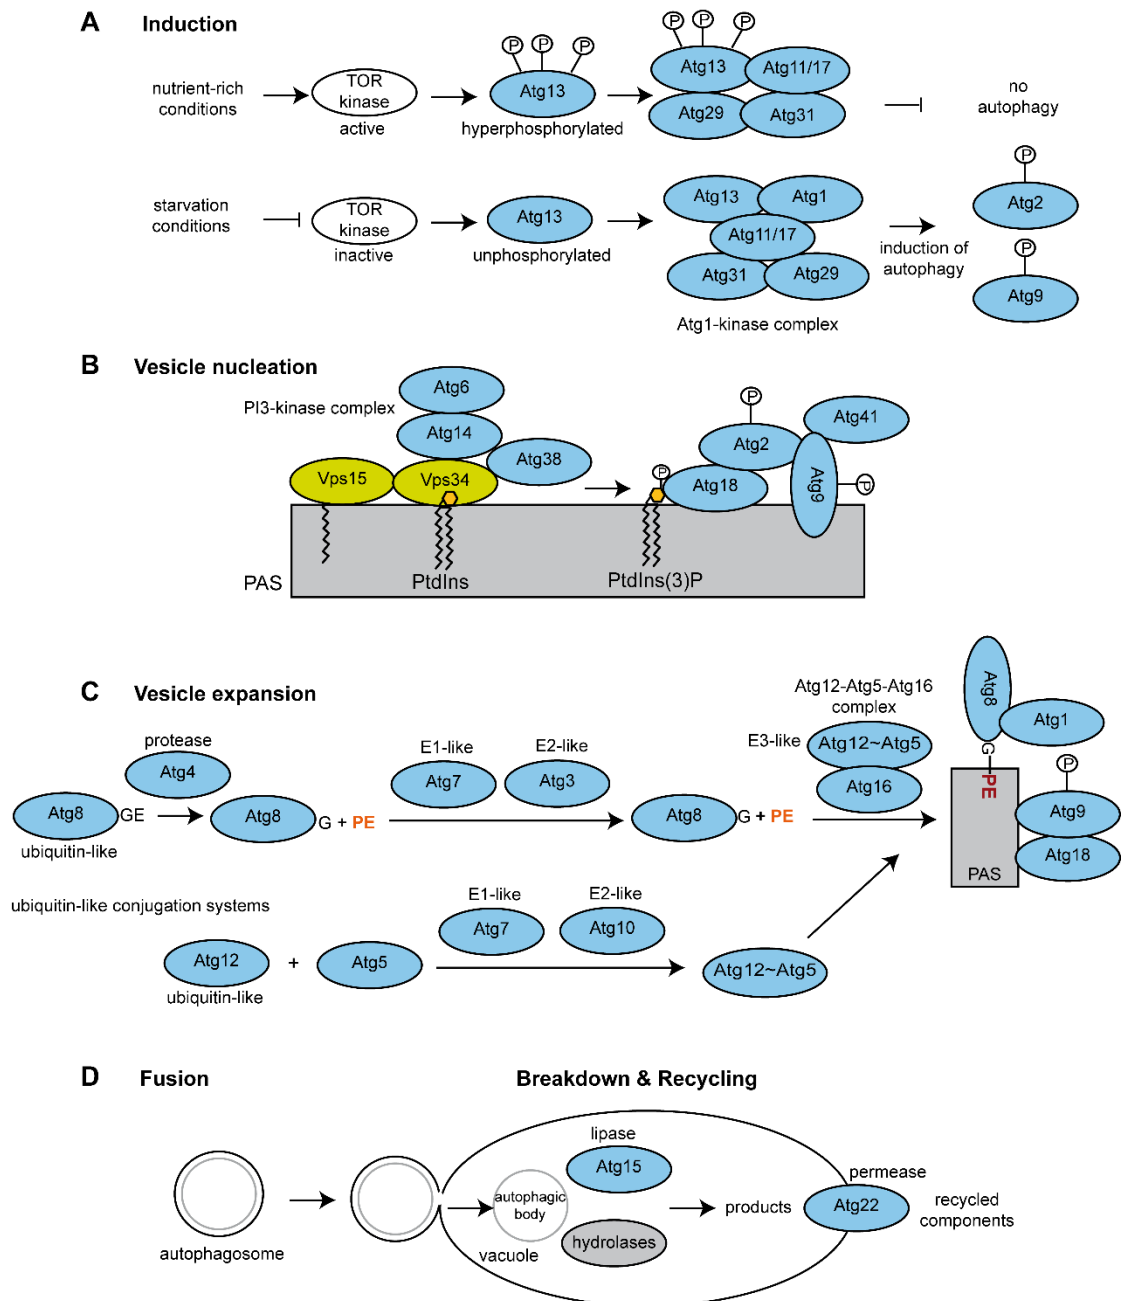 A Induction
nutrient-rich
conditions
TOR
kinase
active
P P P
Atg13
hyperphosphorylated
P P P
Atg13
Atg11/17
Atg29
Atg31
no
autophagy
starvation
conditions
TOR
kinase
inactive
Atg13
unphosphorylated
Atg13
Atg1
Atg11/17
Atg31
Atg29
Atg1-kinase complex
induction of
autophagy
P
Atg2
P
Atg9
B Vesicle nucleation
PI3-kinase complex
Atg6
Atg14
Atg38
Vps15
Vps34
P
Atg18
P
Atg2
Atg41
Atg9
P
PAS
PtdIns
PtdIns(3)P
C Vesicle expansion
protease
Atg4
Atg8
GE
ubiquitin-like
Atg8
G + PE
E1-like
Atg7
E2-like
Atg3
Atg8
G + PE
Atg12-Atg5-Atg16
complex
E3-like
Atg12~Atg5
Atg16
Atg8
G
PE
Atg1
P
Atg9
Atg18
PAS
ubiquitin-like conjugation systems
Atg12
ubiquitin-like
+
Atg5
E1-like
Atg7
E2-like
Atg10
Atg12~Atg5
D Fusion
Breakdown & Recycling
autophagosome
autophagic
body
vacuole
lipase
Atg15
hydrolases
products
permease
Atg22
recycled
components